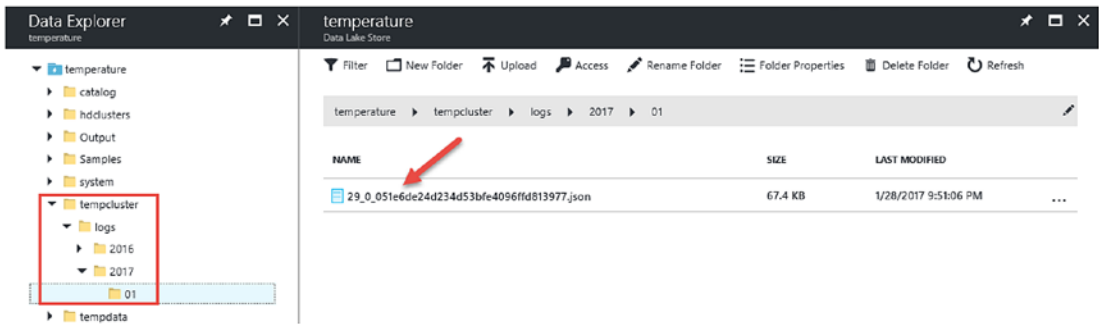 Data Explorer
temperature
temperature
catalog
hdclusters
Output
Samples
system
tempcluster
logs
2016
2017
01
tempdata
temperature
Data Lake Store
Filter New Folder Upload Access Rename Folder Folder Properties Delete Folder Refresh
temperature tempcluster logs 2017 01
NAME SIZE LAST MODIFIED
29_0_051e6de24d234d53bfe4096ffd813977.json 67.4 KB 1/28/2017 9:51:06 PM ...